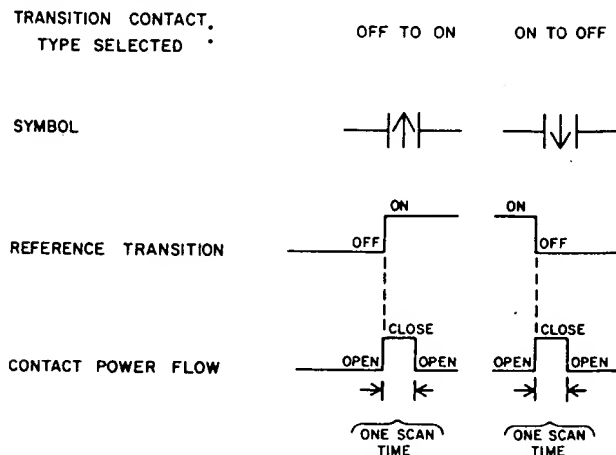 TRANSITION CONTACT :
TYPE SELECTED
OFF TO ON
ON TO OFF
SYMBOL
REFERENCE TRANSITION
OFF
ON
ON
OFF
CONTACT POWER FLOW
OPEN
CLOSE
OPEN
OPEN
CLOSE
OPEN
ONE SCAN
TIME
ONE SCAN
TIME